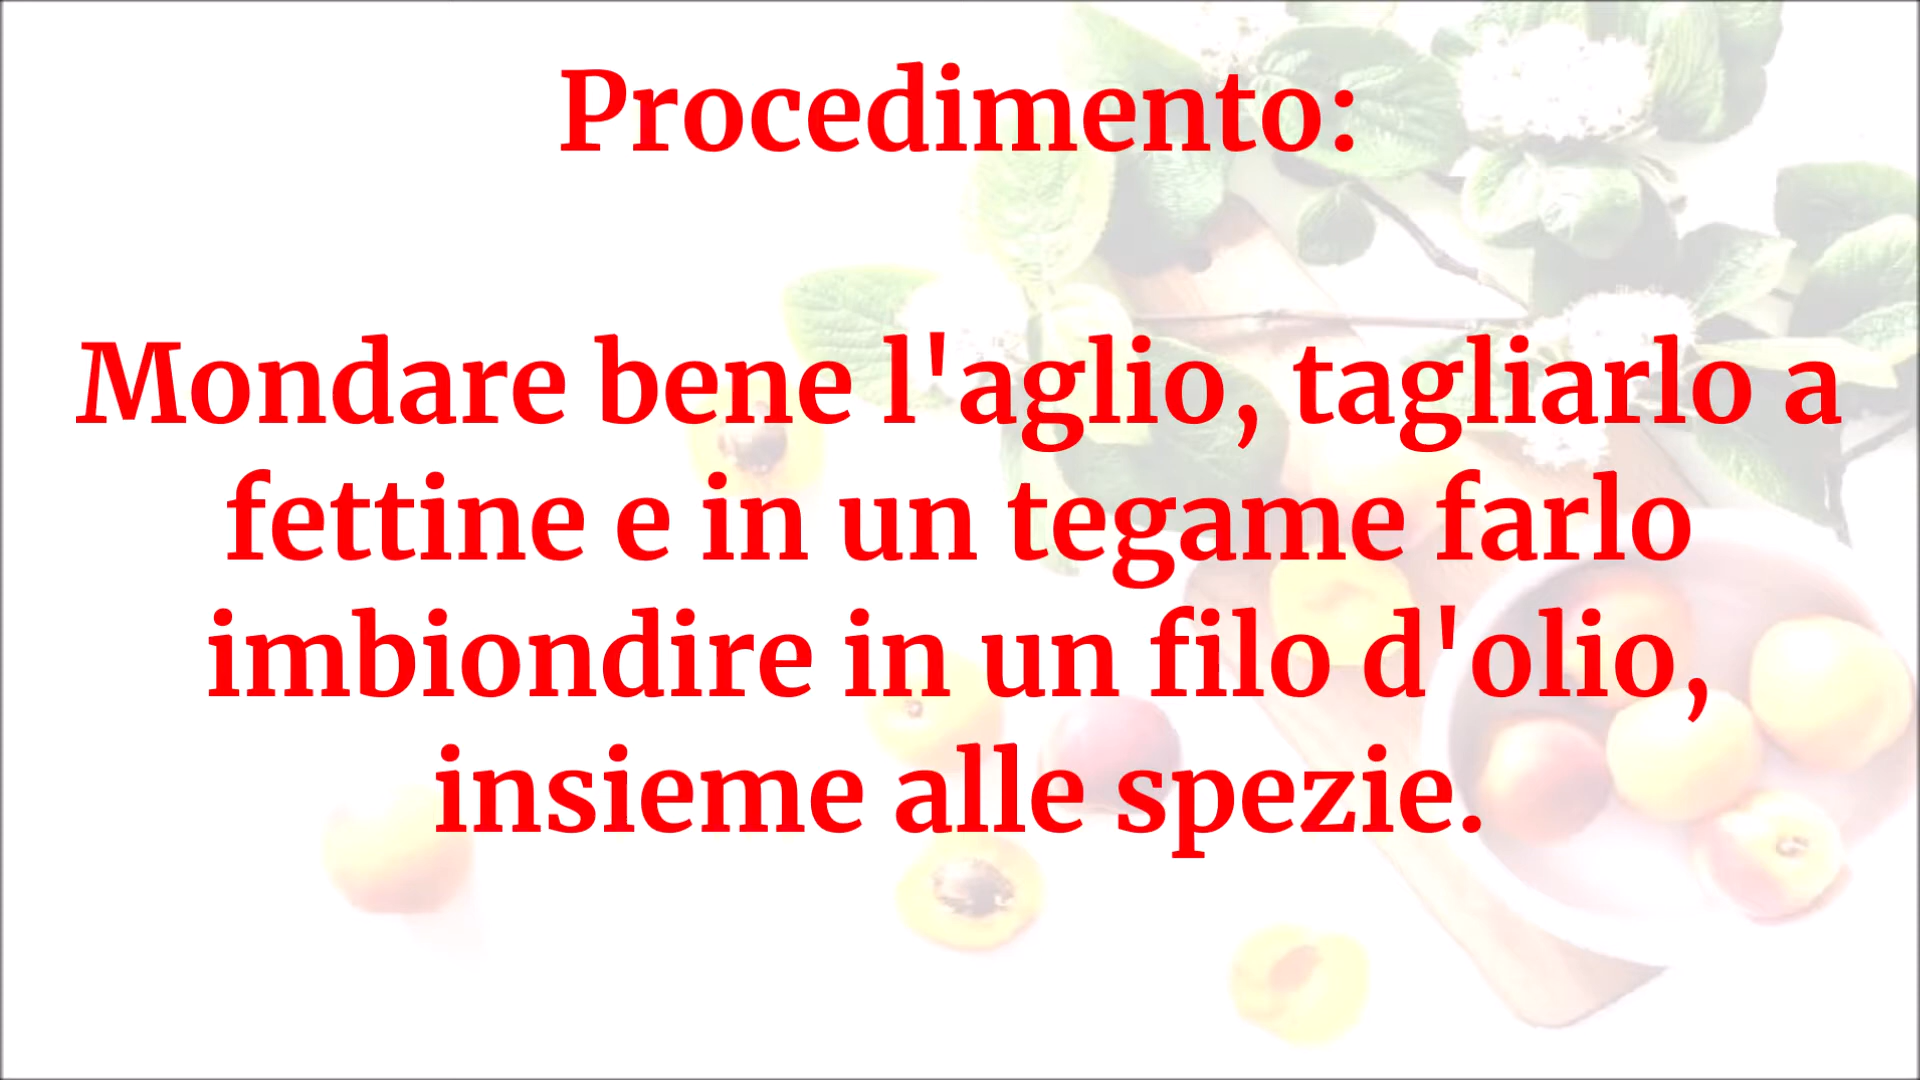 Procedimento:
Mondare bene l'aglio, tagliarlo a
fettine e in un tegame farlo
imbiondire in un filo d'olio,
insieme alle spezie.